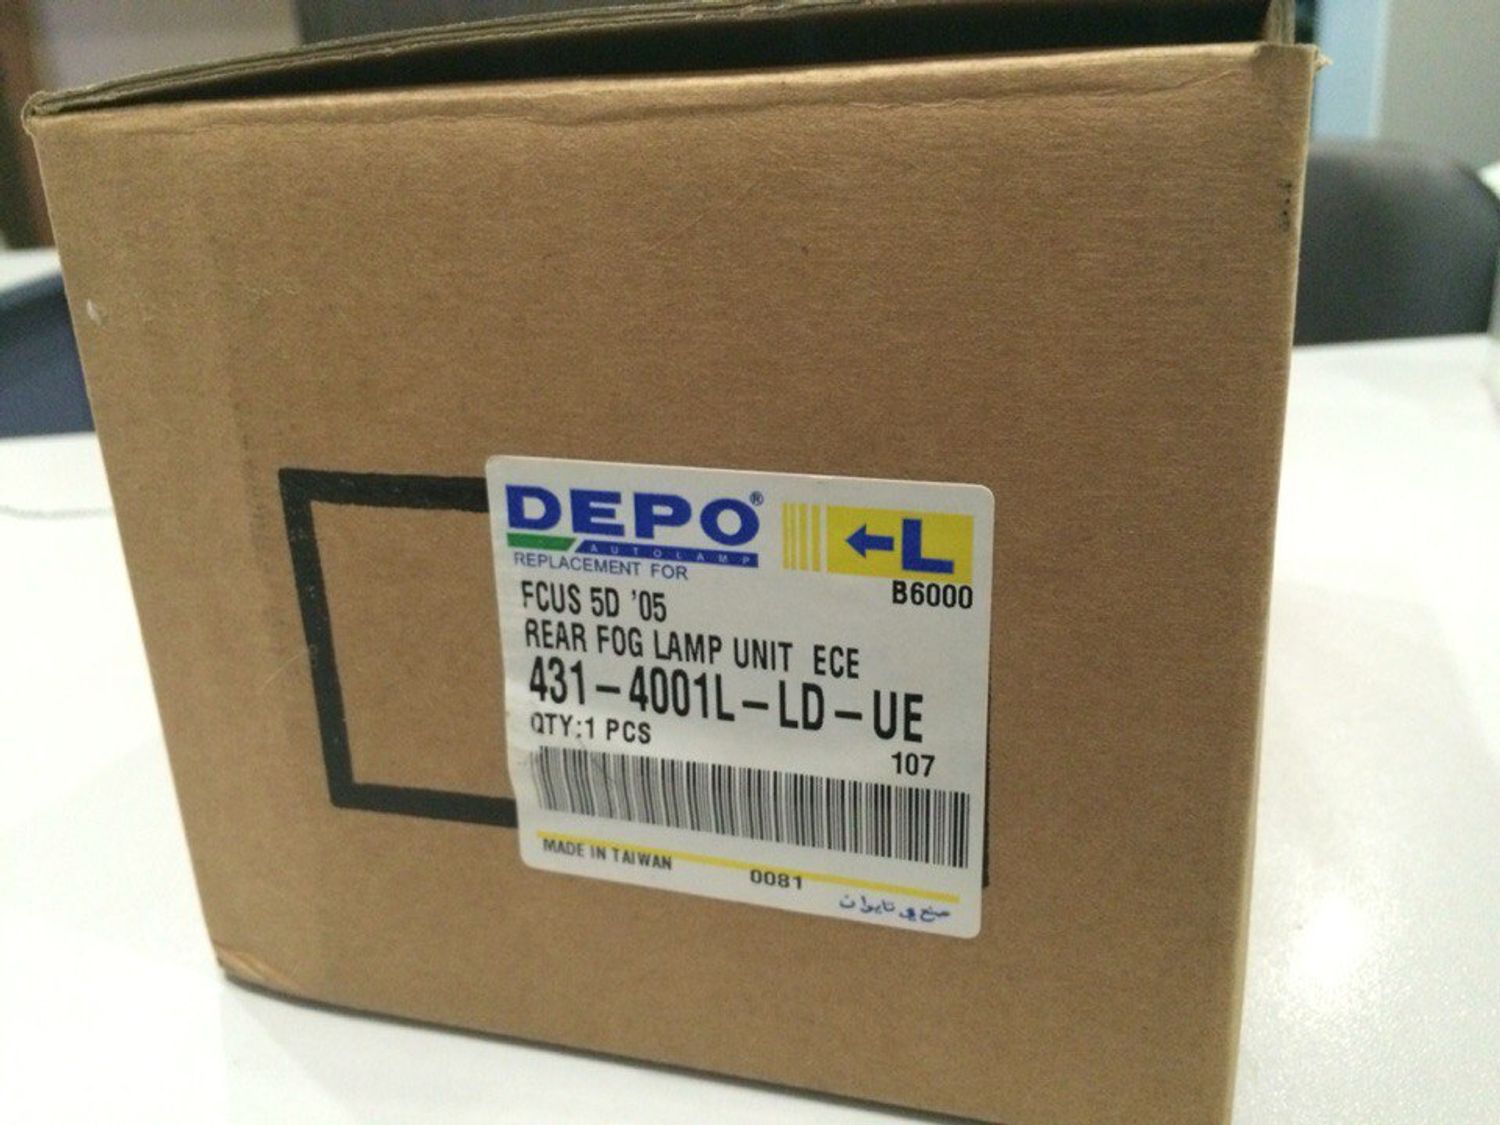 DEPO®
AUTOLAMP
←L
REPLACEMENT FOR
B6000
FCUS 5D '05
REAR FOG LAMP UNIT ECE
431-4001L-LD-UE
QTY:1 PCS
107
MADE IN TAIWAN
0081
صنع في تايوان